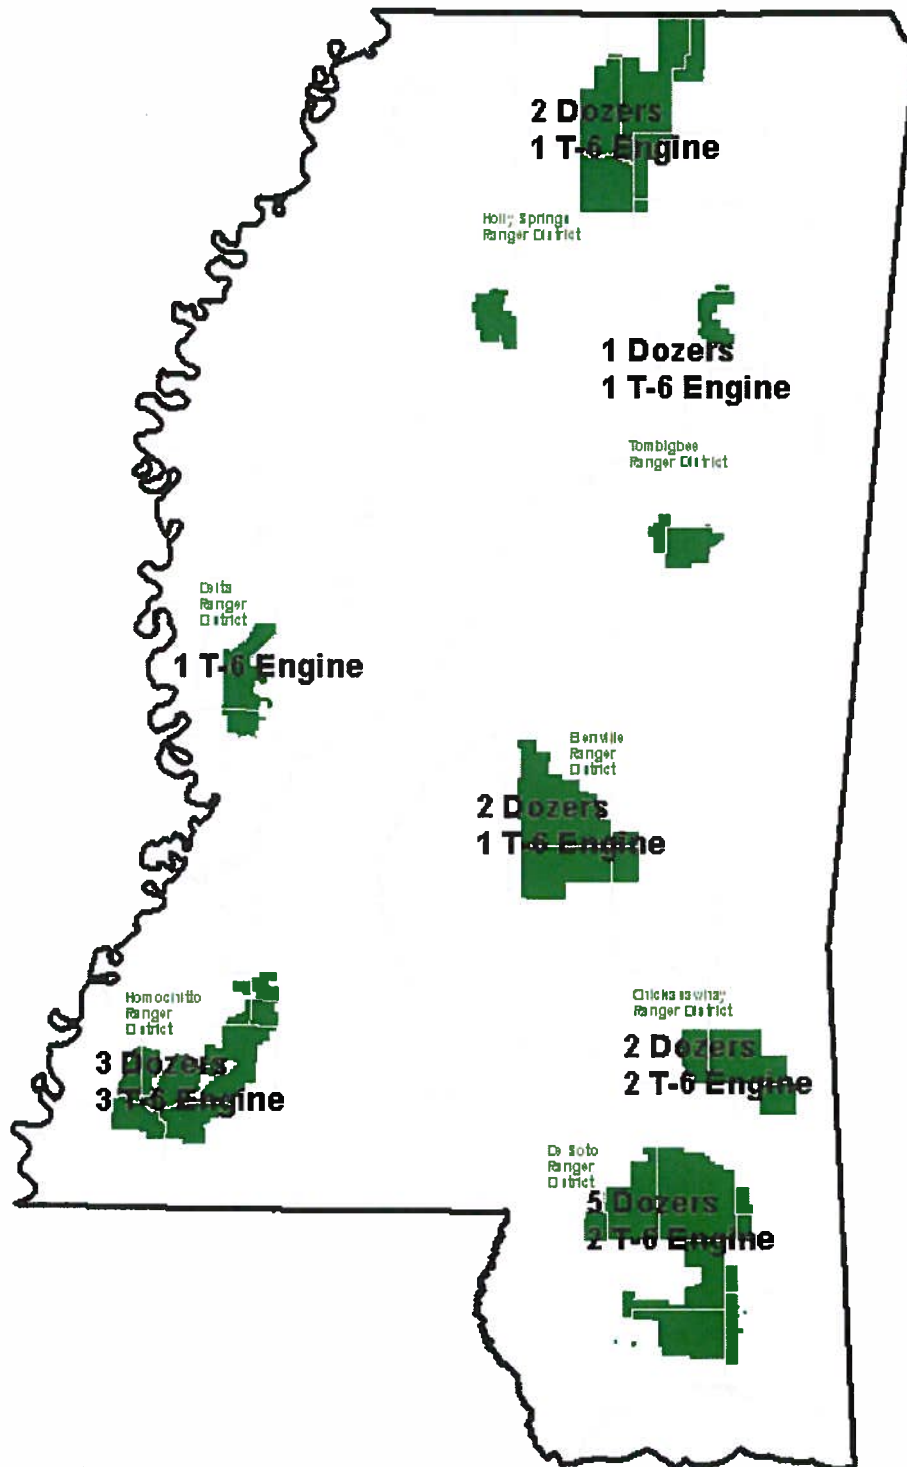 2 Dozers
1 T-6 Engine
Holly Springs
Ranger District
1 Dozers
1 T-6 Engine
Tombigbee
Ranger District
Delta
Ranger
District
1 T-6 Engine
Bienville
Ranger
District
2 Dozers
1 T-6 Engine
Homochitto
Ranger
District
3 Dozers
3 T-6 Engine
Chickasawhay
Ranger District
2 Dozers
2 T-6 Engine
De Soto
Ranger
District
5 Dozers
2 T-6 Engine